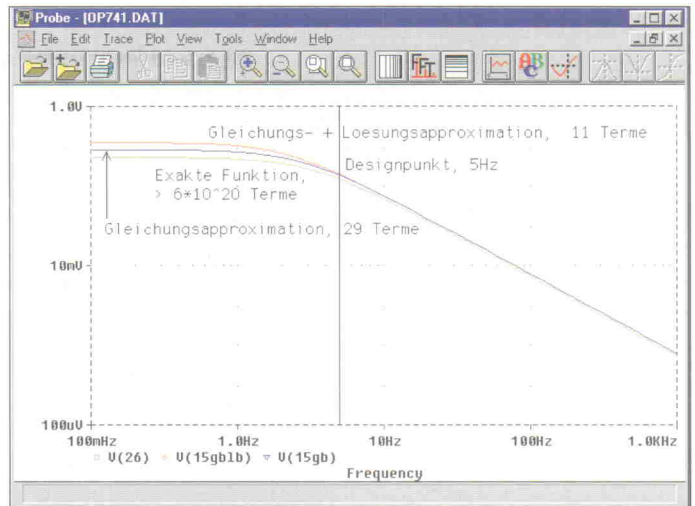 Probe - [OP741.DAT]
File Edit Trace Plot View Tools Window Help
FFT
ABC
1.0V
Gleichungs- + Loesungsapproximation, 11 Terme
Designpunkt, 5Hz
Exakte Funktion,
> 6*10^20 Terme
Gleichungsapproximation, 29 Terme
10mV
100uV
100mHz 1.0Hz 10Hz 100Hz 1.0KHz
V(26) V(15gblb) V(15gb)
Frequency